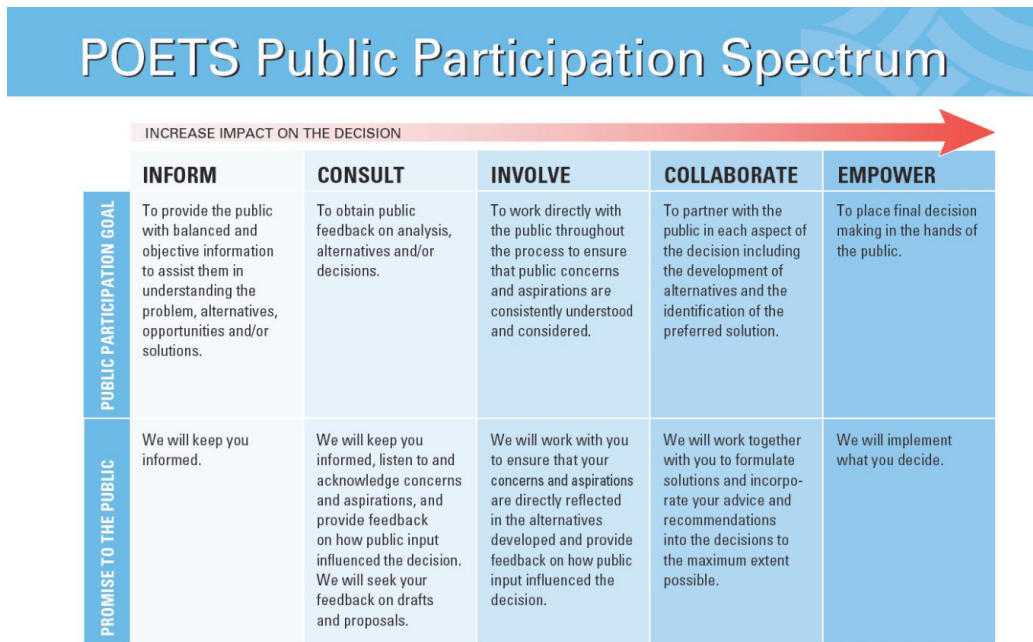 POETS Public Participation Spectrum
INCREASE IMPACT ON THE DECISION
INFORM
CONSULT
INVOLVE
COLLABORATE
EMPOWER
PUBLIC PARTICIPATION GOAL
To provide the public
with balanced and
objective information
to assist them in
understanding the
problem, alternatives,
opportunities and/or
solutions.
To obtain public
feedback on analysis,
alternatives and/or
decisions.
To work directly with
the public throughout
the process to ensure
that public concerns
and aspirations are
consistently understood
and considered.
To partner with the
public in each aspect of
the decision including
the development of
alternatives and the
identification of the
preferred solution.
To place final decision
making in the hands of
the public.
PROMISE TO THE PUBLIC
We will keep you
informed.
We will keep you
informed, listen to and
acknowledge concerns
and aspirations, and
provide feedback
on how public input
influenced the decision.
We will seek your
feedback on drafts
and proposals.
We will work with you
to ensure that your
concerns and aspirations
are directly reflected
in the alternatives
developed and provide
feedback on how public
input influenced the
decision.
We will work together
with you to formulate
solutions and incorpo-
rate your advice and
recommendations
into the decisions to
the maximum extent
possible.
We will implement
what you decide.